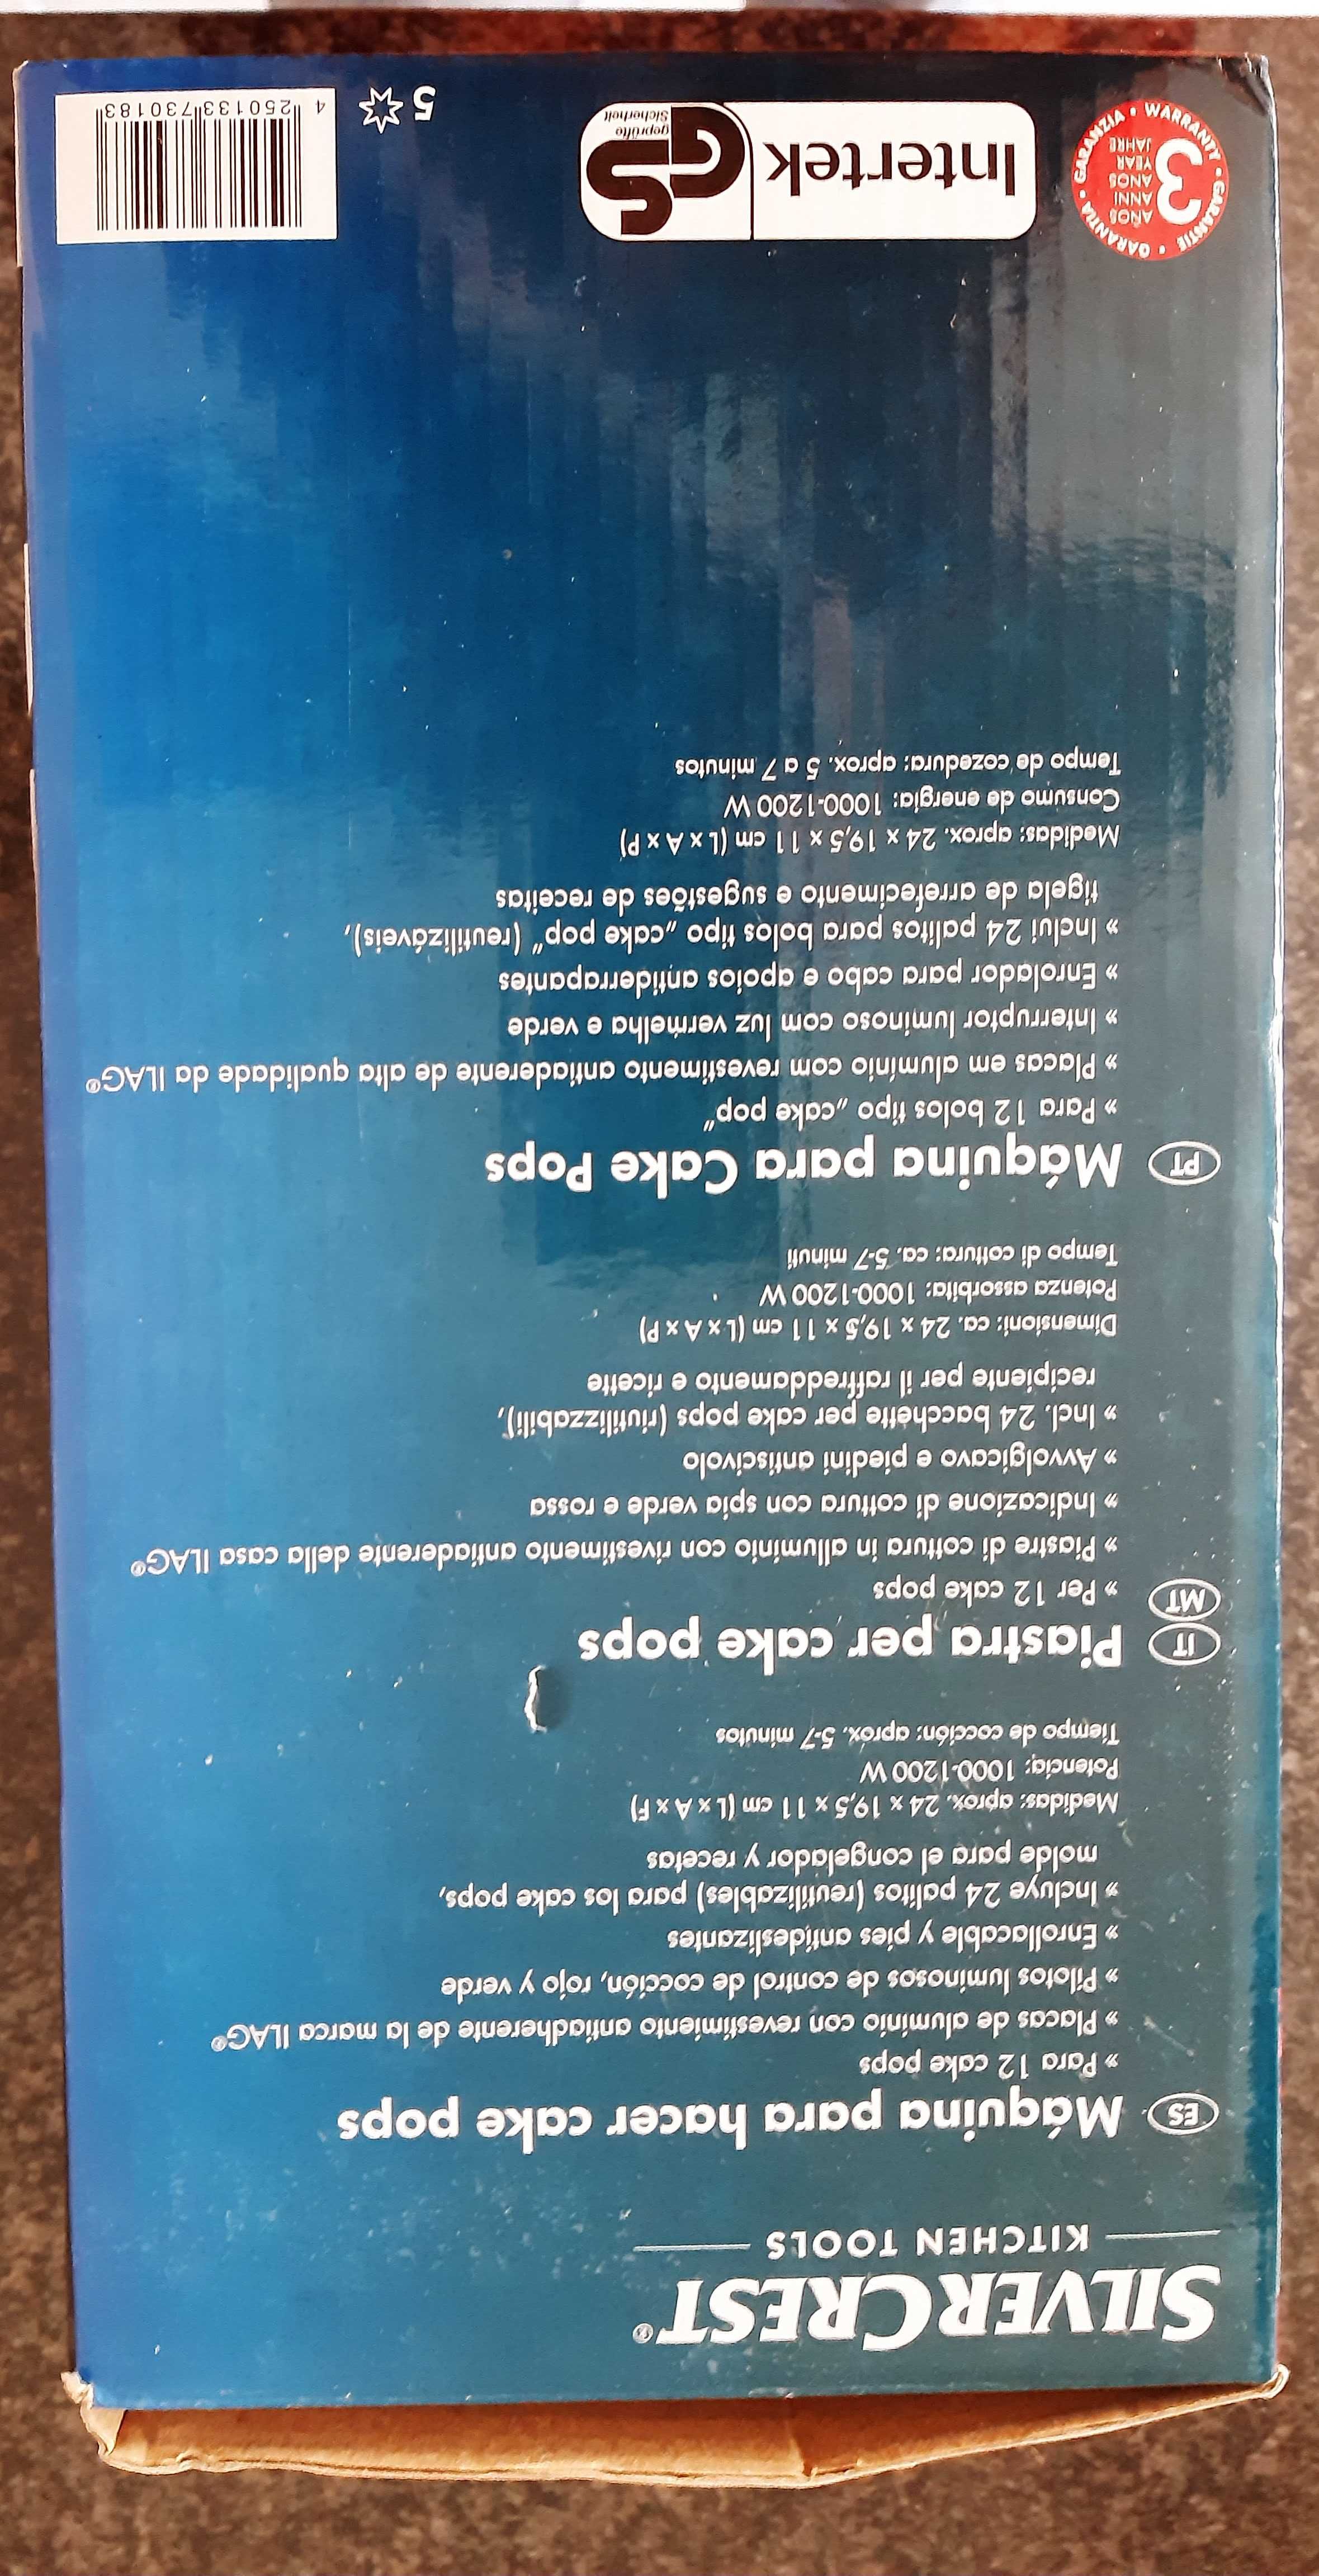 SILVERCREST®
KITCHEN TOOLS
ES Máquina para hacer cake pops
» Para 12 cake pops
» Placas de aluminio con revestimiento antiadherente de la marca ILAG®
» Pilotos luminosos de control de cocción, rojo y verde
» Enrollacable y pies antideslizantes
» Incluye 24 palitos (reutilizables) para los cake pops,
molde para el congelador y recetas
Medidas: aprox. 24 x 19,5 x 11 cm (L x A x F)
Potencia: 1000-1200 W
Tiempo de cocción: aprox. 5-7 minutos
IT MT Piastra per cake pops
» Per 12 cake pops
» Piastre di cottura in alluminio con rivestimento antiaderente della casa ILAG®
» Indicazione di cottura con spia verde e rossa
» Avvolgicavo e piedini antiscivolo
» Incl. 24 bacchette per cake pops (riutilizzabili),
recipiente per il raffreddamento e ricette
Dimensioni: ca. 24 x 19,5 x 11 cm (L x A x P)
Potenza assorbita: 1000-1200 W
Tempo di cottura: ca. 5-7 minuti
PT Máquina para Cake Pops
» Para 12 bolos tipo „cake pop“
» Placas em alumínio com revestimento antiaderente de alta qualidade da ILAG®
» Interruptor luminoso com luz vermelha e verde
» Enrolador para cabo e apoios antiderrapantes
» Inclui 24 palitos para bolos tipo „cake pop“ (reutilizáveis),
tigela de arrefecimento e sugestões de receitas
Medidas: aprox. 24 x 19,5 x 11 cm (L x A x P)
Consumo de energia: 1000-1200 W
Tempo de cozedura: aprox. 5 a 7 minutos
WARRANTY • GARANTIE • GARANTIA • GARANZIA •
3
AÑOS
ANNI
ANOS
YEAR
JAHRE
Intertek
GS
geprüfte
Sicherheit
5
4 250133 730183